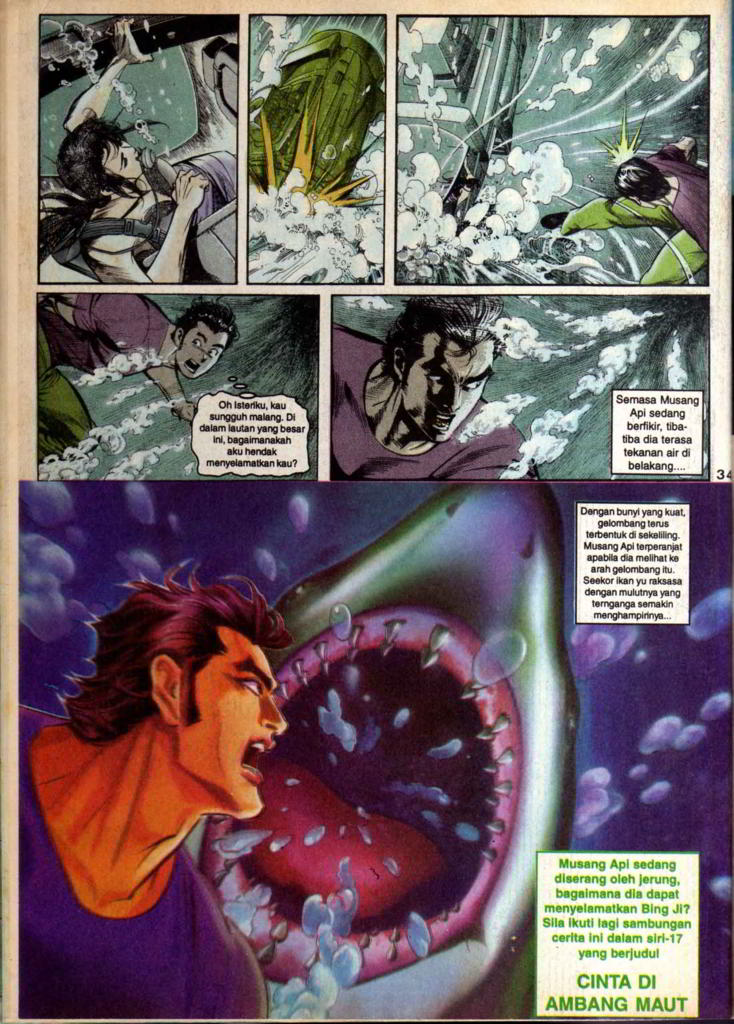 Oh Isteriku, kau
sungguh malang. Di
dalam lautan yang besar
ini, bagaimanakah
aku hendak
menyelamatkan kau?
Semasa Musang
Api sedang
berfikir, tiba-
tiba dia terasa
tekanan air di
belakang....
34
Dengan bunyi yang kuat,
gelombang terus
terbentuk di sekeliling.
Musang Api terperanjat
apabila dia melihat ke
arah gelombang itu.
Seekor ikan yu raksasa
dengan mulutnya yang
ternganga semakin
menghampirinya...
Musang Api sedang
diserang oleh jerung,
bagaimana dia dapat
menyelamatkan Bing Ji?
Sila ikuti lagi sambungan
cerita ini dalam siri-17
yang berjudul
CINTA DI
AMBANG MAUT